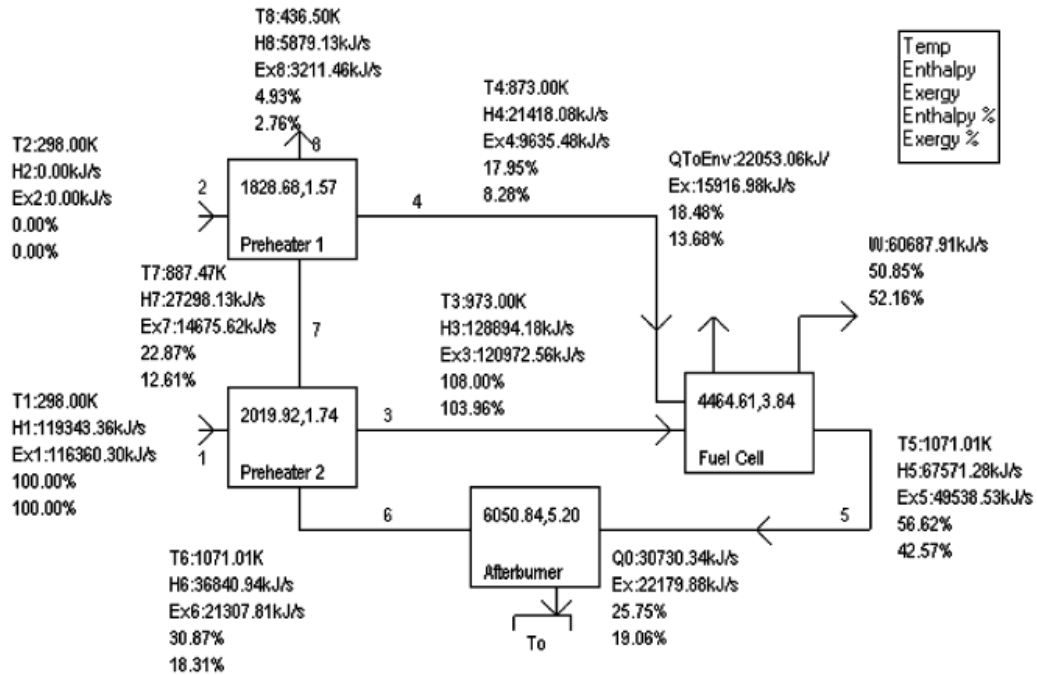 T8:436.50K
H8:5879.13kJ/s
Ex8:3211.46kJ/s
4.93%
2.76%
8
Temp
Enthalpy
Exergy
Enthalpy %
Exergy %
T4:873.00K
H4:21418.08kJ/s
Ex4:9635.48kJ/s
17.95%
8.28%
4
T2:298.00K
H2:0.00kJ/s
Ex2:0.00kJ/s
0.00%
0.00%
2
1828.68,1.57
Preheater 1
QToEnv:22053.06kJ/
Ex:15916.98kJ/s
18.48%
13.68%
W:60687.91kJ/s
50.85%
52.16%
T7:887.47K
H7:27298.13kJ/s
Ex7:14675.62kJ/s
22.87%
12.61%
7
T3:973.00K
H3:128894.18kJ/s
Ex3:120972.56kJ/s
108.00%
103.96%
3
T1:298.00K
H1:119343.36kJ/s
Ex1:116360.30kJ/s
100.00%
100.00%
1
2019.92,1.74
Preheater 2
4464.61,3.84
Fuel Cell
T5:1071.01K
H5:67571.28kJ/s
Ex5:49538.53kJ/s
56.62%
42.57%
5
6
6050.84,5.20
Afterburner
T6:1071.01K
H6:36840.94kJ/s
Ex6:21307.81kJ/s
30.87%
18.31%
Q0:30730.34kJ/s
Ex:22179.88kJ/s
25.75%
19.06%
To